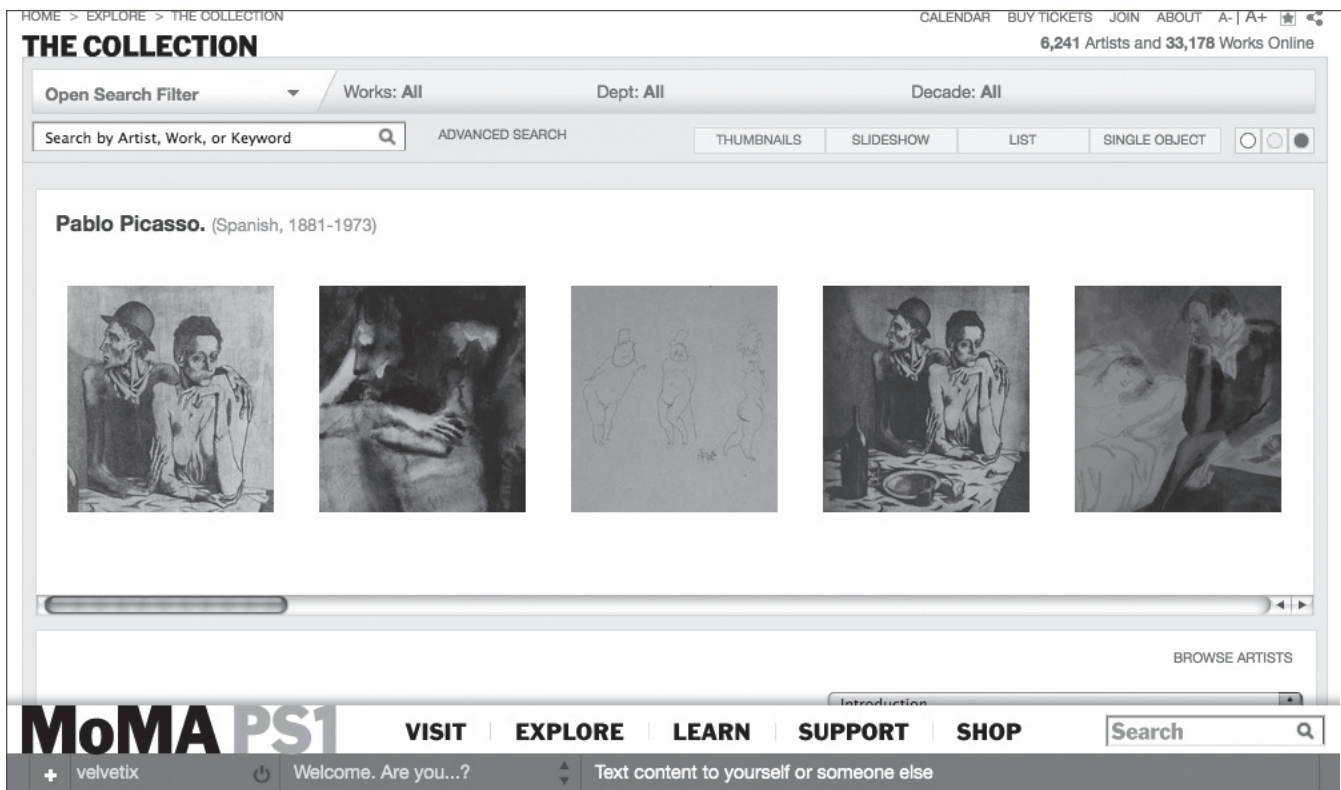 HOME > EXPLORE > THE COLLECTION
CALENDAR BUY TICKETS JOIN ABOUT A- | A+
THE COLLECTION
6,241 Artists and 33,178 Works Online
Open Search Filter
Works: All
Dept: All
Decade: All
Search by Artist, Work, or Keyword
ADVANCED SEARCH
THUMBNAILS
SLIDESHOW
LIST
SINGLE OBJECT
Pablo Picasso. (Spanish, 1881-1973)
BROWSE ARTISTS
Introduction
MoMA PS1
VISIT
EXPLORE
LEARN
SUPPORT
SHOP
Search
+ velvetix
Welcome. Are you...?
Text content to yourself or someone else